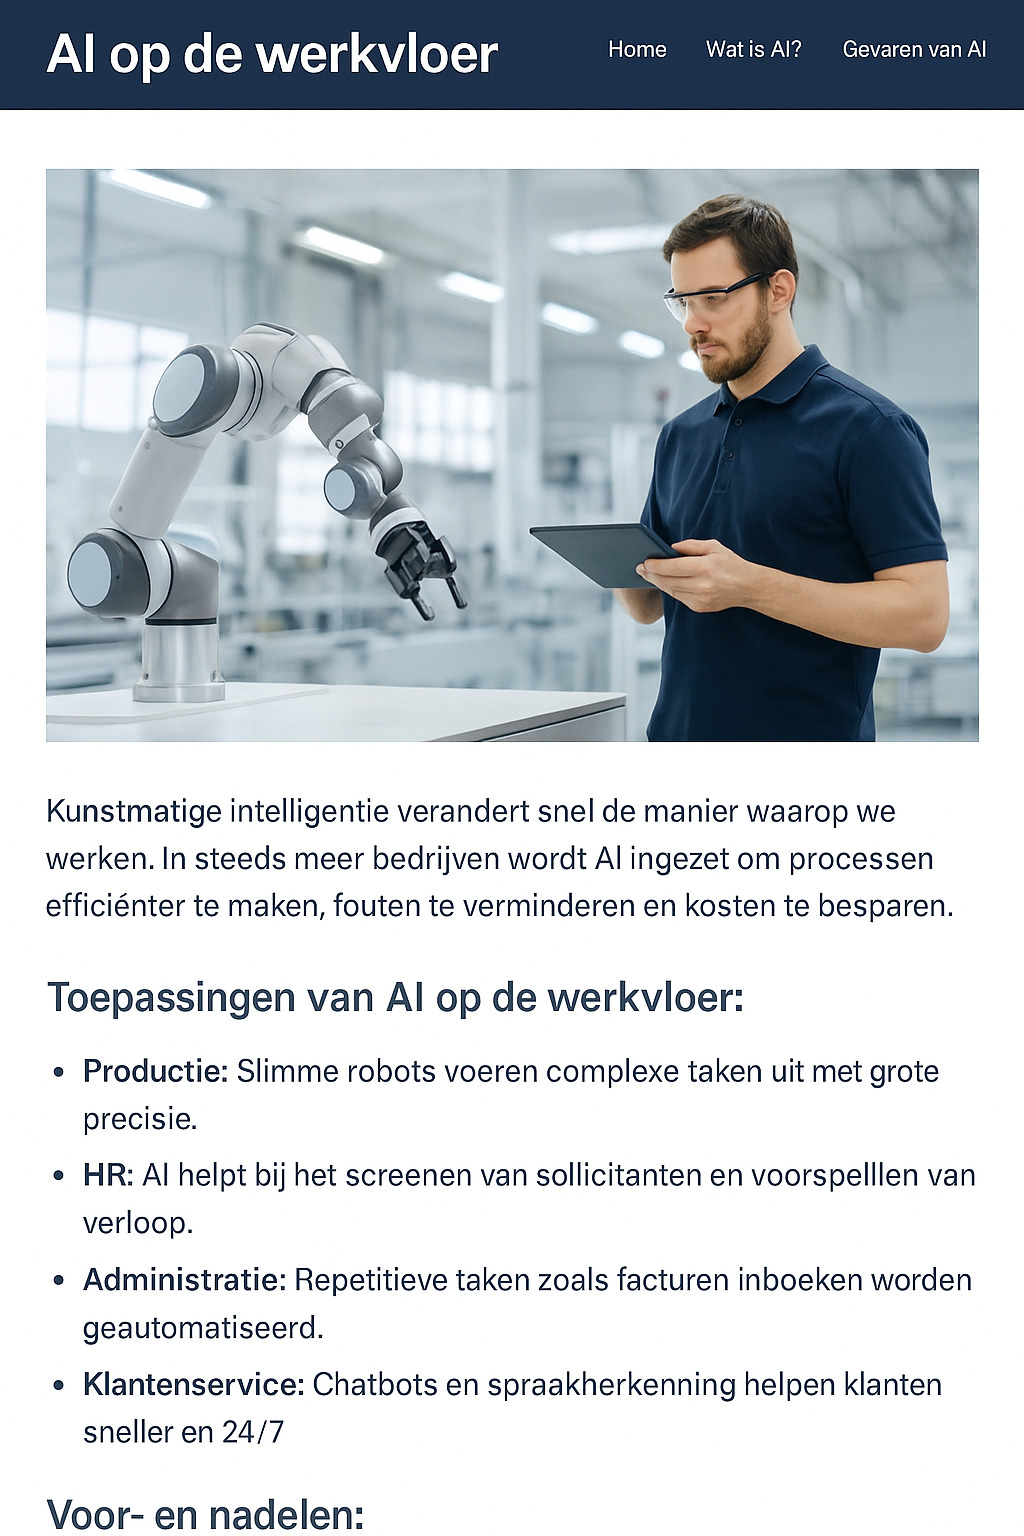 AI op de werkvloer
Home Wat is AI? Gevaren van AI
Kunstmatige intelligentie verandert snel de manier waarop we
werken. In steeds meer bedrijven wordt AI ingezet om processen
efficiénter te maken, fouten te verminderen en kosten te besparen.
Toepassingen van AI op de werkvloer:
• Productie: Slimme robots voeren complexe taken uit met grote
precisie.
• HR: AI helpt bij het screenen van sollicitanten en voorspelllen van
verloop.
• Administratie: Repetitieve taken zoals facturen inboeken worden
geautomatiseerd.
• Klantenservice: Chatbots en spraakherkenning helpen klanten
sneller en 24/7
Voor- en nadelen: